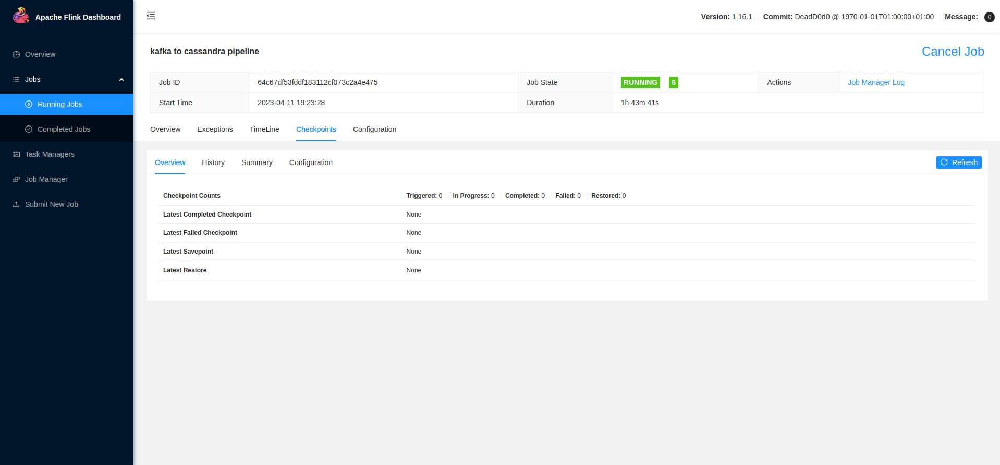 Apache Flink Dashboard
Version: 1.16.1 Commit: DeadD0d0 @ 1970-01-01T01:00:00+01:00 Message: 0
Overview
Jobs
Running Jobs
Completed Jobs
Task Managers
Job Manager
Submit New Job
kafka to cassandra pipeline
Cancel Job
Job ID 64c67df53fddf183112cf073c2a4e475 Job State RUNNING 6 Actions Job Manager Log
Start Time 2023-04-11 19:23:28 Duration 1h 43m 41s
Overview Exceptions TimeLine Checkpoints Configuration
Overview History Summary Configuration Refresh
Checkpoint Counts Triggered: 0 In Progress: 0 Completed: 0 Failed: 0 Restored: 0
Latest Completed Checkpoint None
Latest Failed Checkpoint None
Latest Savepoint None
Latest Restore None